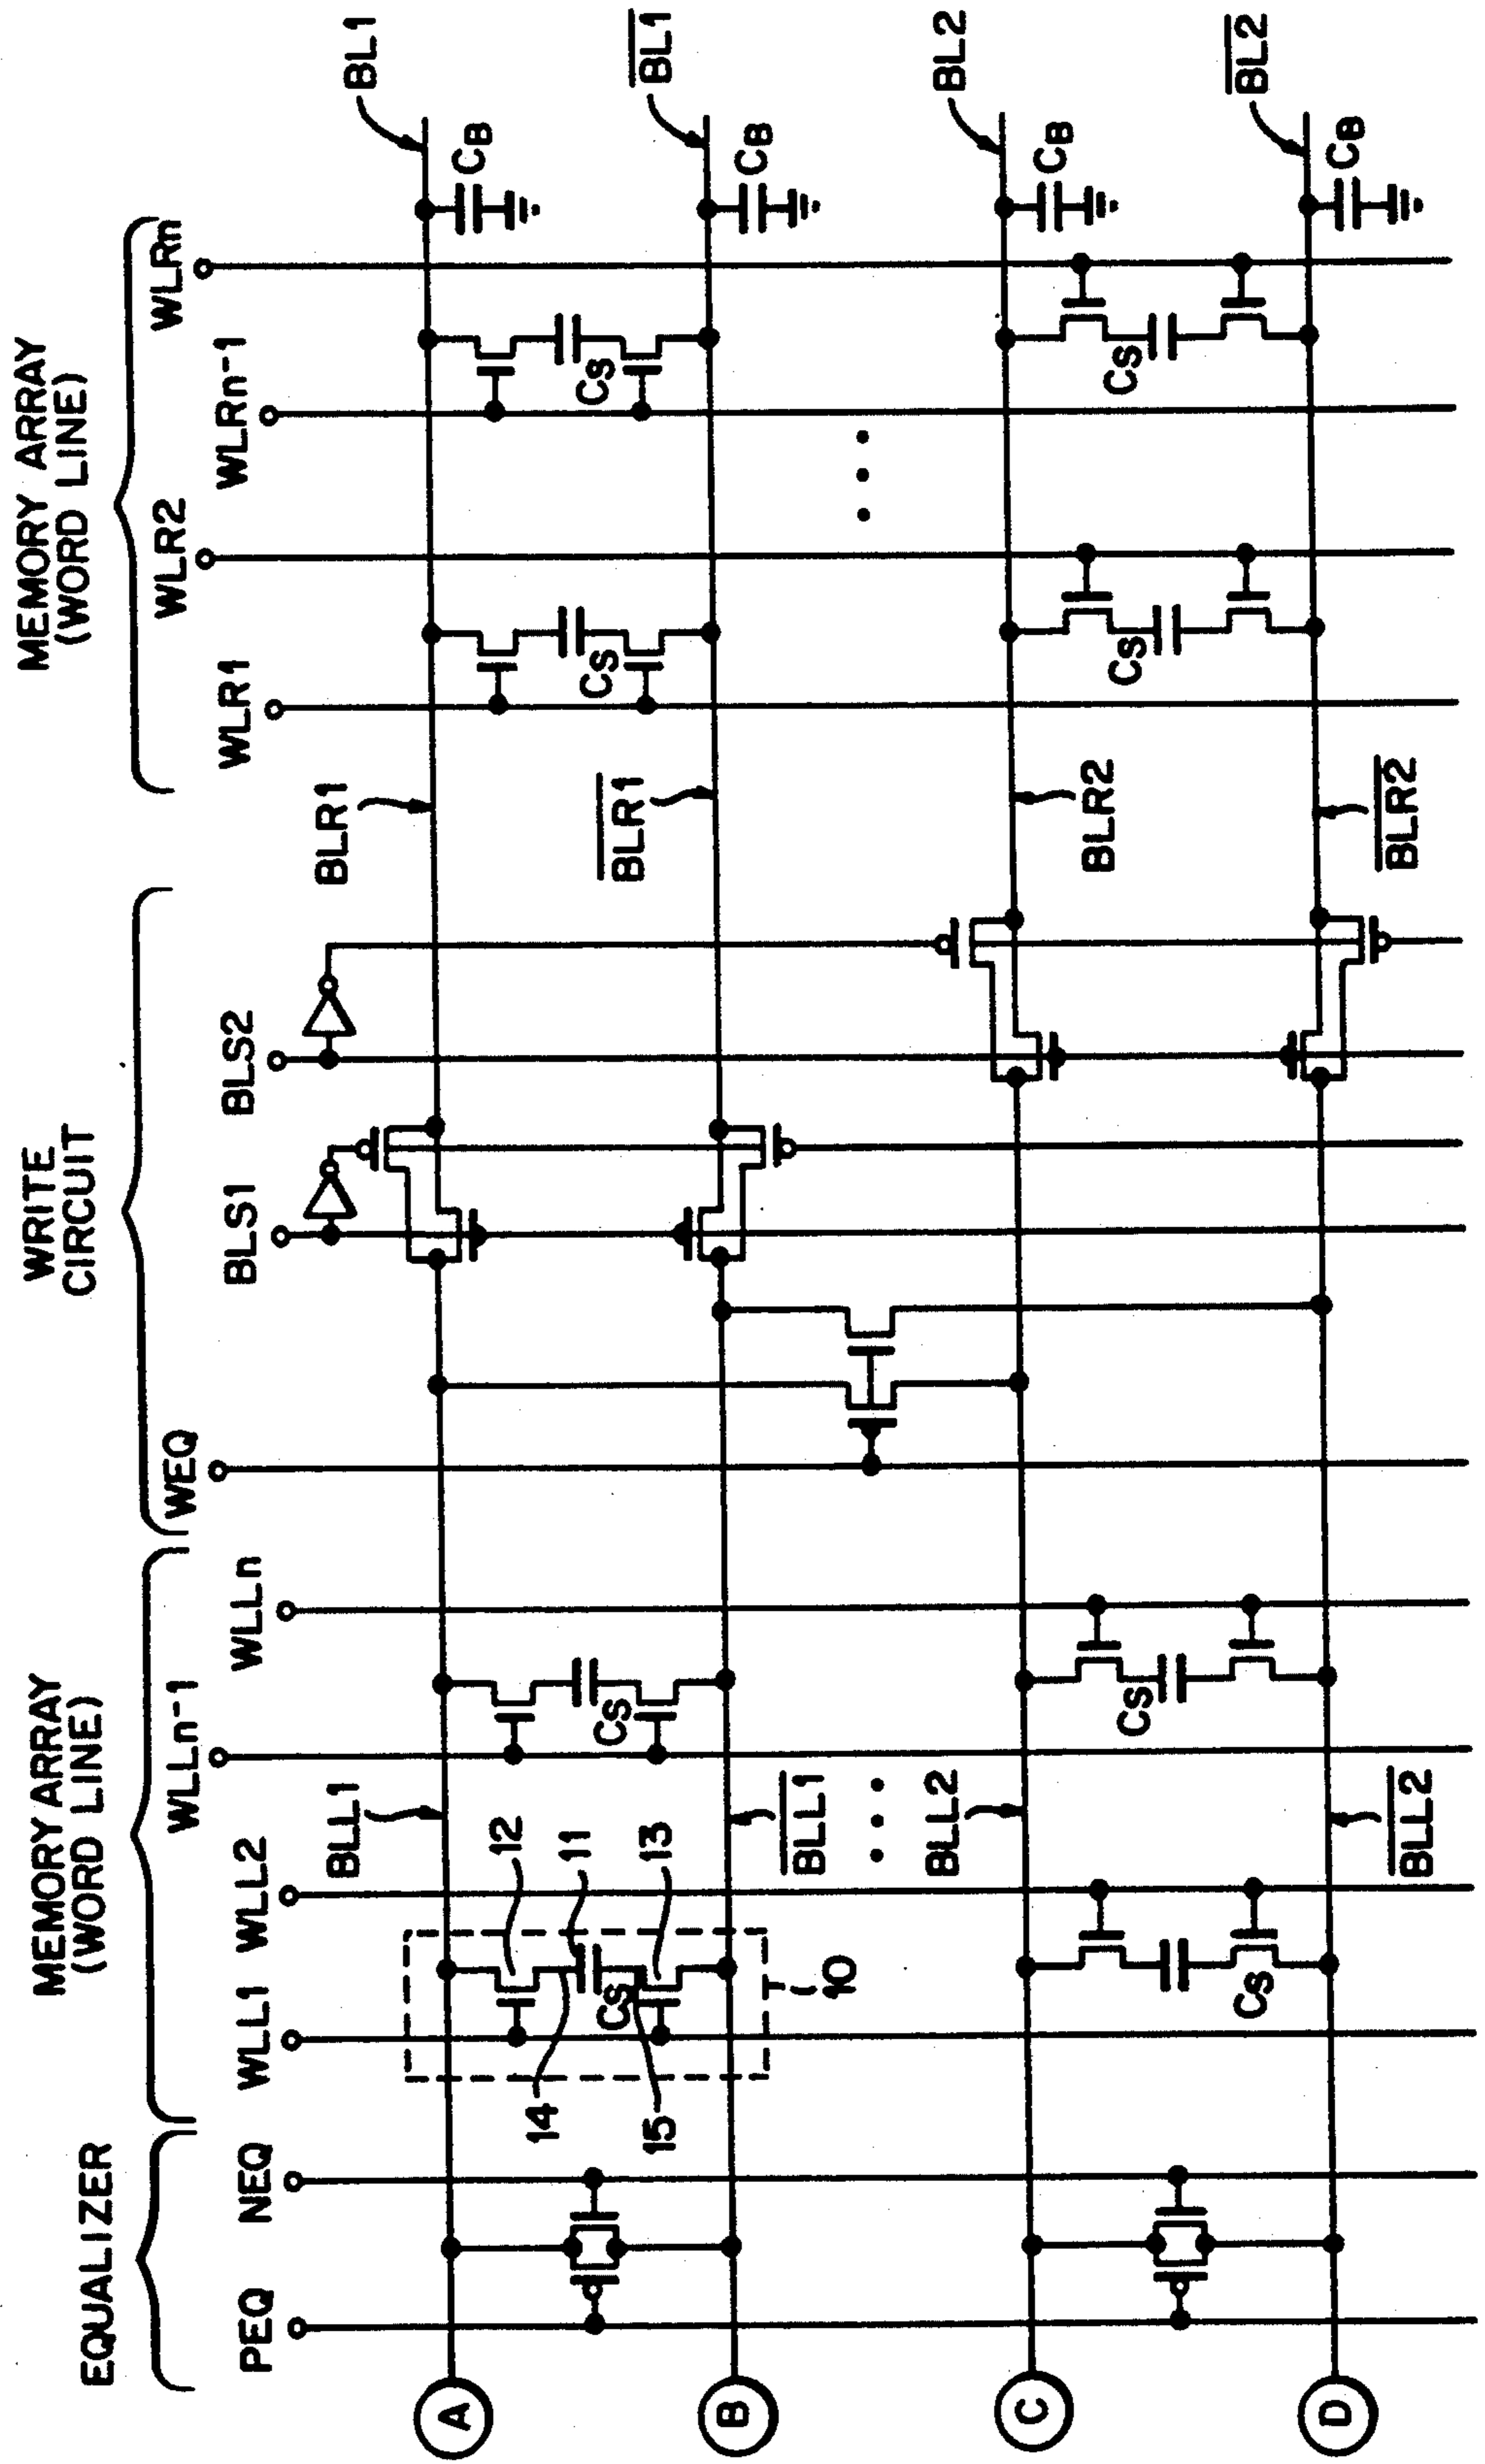 EQUALIZER
MEMORY ARRAY
(WORD LINE)
WRITE
CIRCUIT
MEMORY ARRAY
(WORD LINE)
PEQ
NEQ
WLL1
WLL2
WLLn-1
WLLn
WEQ
BLS1
BLS2
WLR1
WLR2
WLRn-1
WLRn
BLL1
BLR1
BL1
A
12
14
11
Cs
Cs
Cs
Cs
CB
15
13
B
10
BLL1
BLR1
BL1
CB
C
BLL2
BLR2
BL2
CB
Cs
Cs
Cs
Cs
D
BLL2
BLR2
BL2
CB